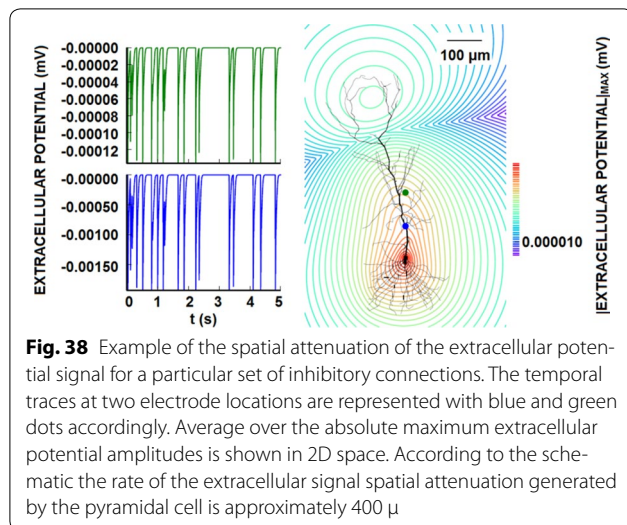 EXTRACELLULAR POTENTIAL (mV)
-0.00000
-0.00002
-0.00004
-0.00006
-0.00008
-0.00010
-0.00012
-0.00000
-0.00050
-0.00100
-0.00150
0 1 2 3 4 5
t (s)
100 µm
0.000010
|EXTRACELLULAR POTENTIAL|MAX (mV)
Fig. 38 Example of the spatial attenuation of the extracellular poten-
tial signal for a particular set of inhibitory connections. The temporal
traces at two electrode locations are represented with blue and green
dots accordingly. Average over the absolute maximum extracellular
potential amplitudes is shown in 2D space. According to the sche-
matic the rate of the extracellular signal spatial attenuation generated
by the pyramidal cell is approximately 400 µ